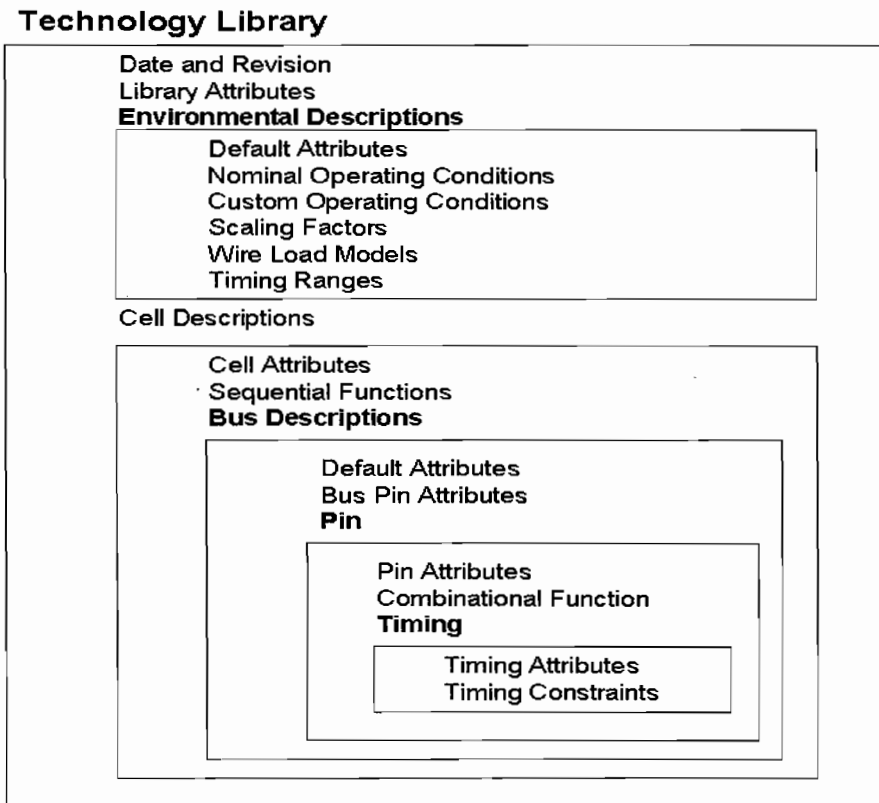 Technology Library
Date and Revision
Library Attributes
Environmental Descriptions
Default Attributes
Nominal Operating Conditions
Custom Operating Conditions
Scaling Factors
Wire Load Models
Timing Ranges
Cell Descriptions
Cell Attributes
Sequential Functions
Bus Descriptions
Default Attributes
Bus Pin Attributes
Pin
Pin Attributes
Combinational Function
Timing
Timing Attributes
Timing Constraints